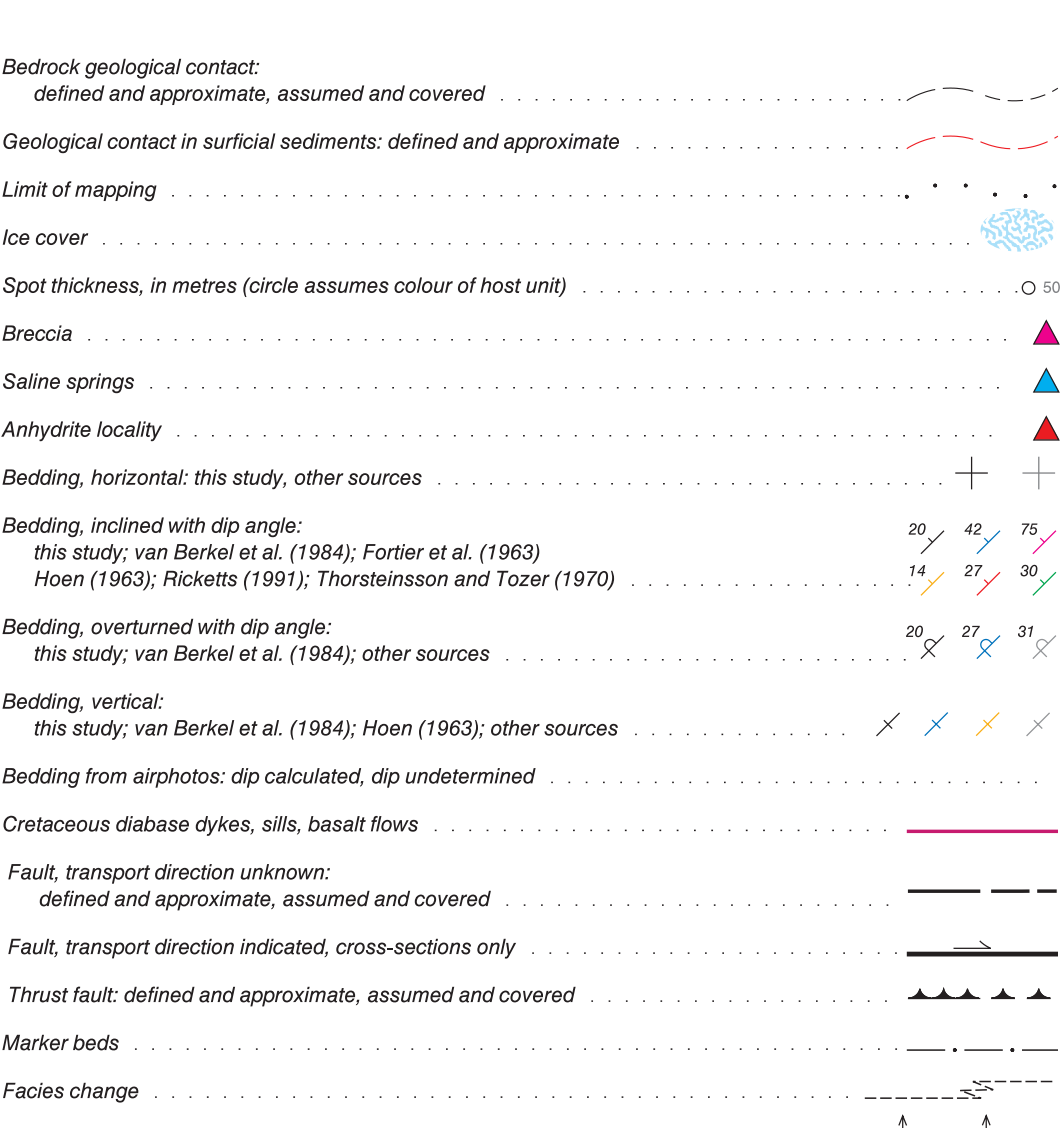 Bedrock geological contact:
defined and approximate, assumed and covered
Geological contact in surficial sediments: defined and approximate
Limit of mapping
Ice cover
Spot thickness, in metres (circle assumes colour of host unit) 50
Breccia
Saline springs
Anhydrite locality
Bedding, horizontal: this study, other sources
Bedding, inclined with dip angle:
20 42 75
this study; van Berkel et al. (1984); Fortier et al. (1963)
Hoen (1963); Ricketts (1991); Thorsteinsson and Tozer (1970) 14 27 30
Bedding, overturned with dip angle:
20 27 31
this study; van Berkel et al. (1984); other sources
Bedding, vertical:
this study; van Berkel et al. (1984); Hoen (1963); other sources
Bedding from airphotos: dip calculated, dip undetermined
Cretaceous diabase dykes, sills, basalt flows
Fault, transport direction unknown:
defined and approximate, assumed and covered
Fault, transport direction indicated, cross-sections only
Thrust fault: defined and approximate, assumed and covered
Marker beds
Facies change